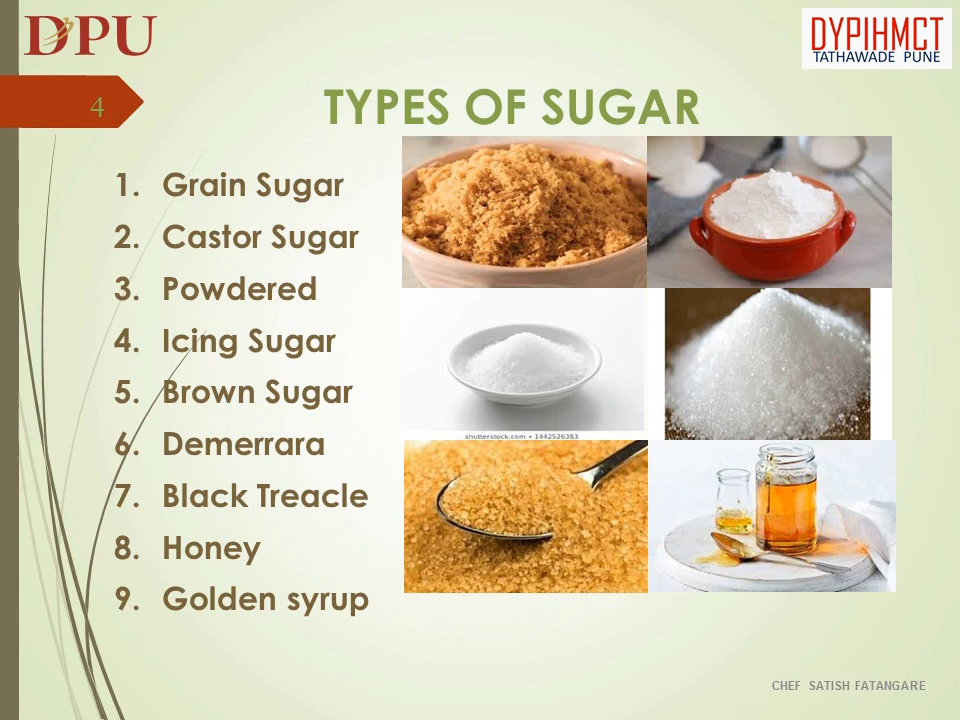 DPU
DYPIHMCT
TATHAWADE PUNE
4
TYPES OF SUGAR
1. Grain Sugar
2. Castor Sugar
3. Powdered
4. Icing Sugar
5. Brown Sugar
6. Demerrara
7. Black Treacle
8. Honey
9. Golden syrup
shutterstock.com • 1442526383
CHEF SATISH FATANGARE